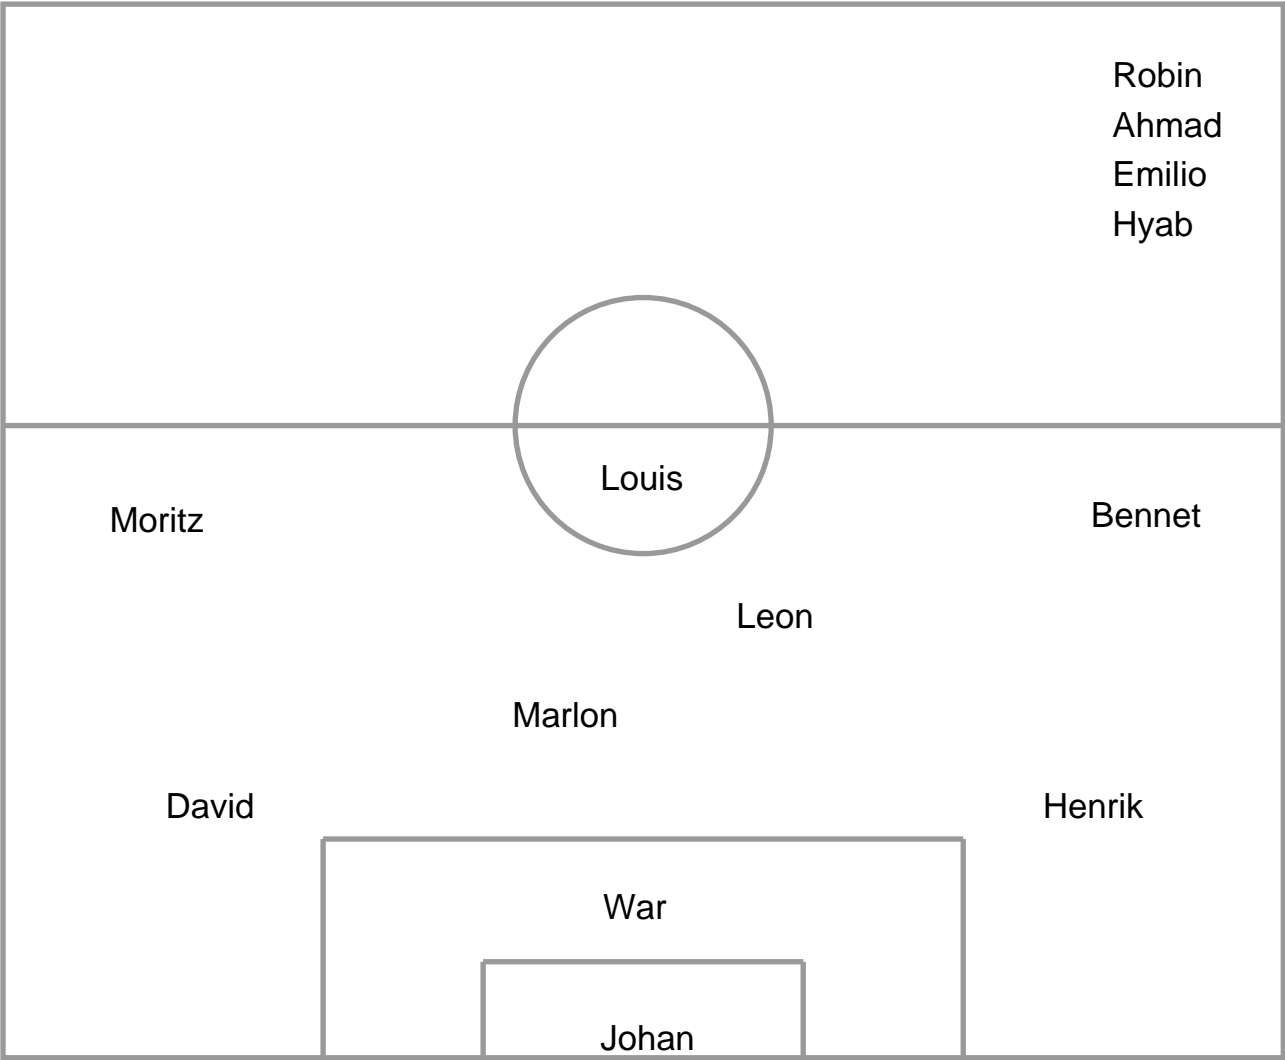 Robin
Ahmad
Emilio
Hyab
Louis
Moritz
Bennet
Leon
Marlon
David
Henrik
War
Johan